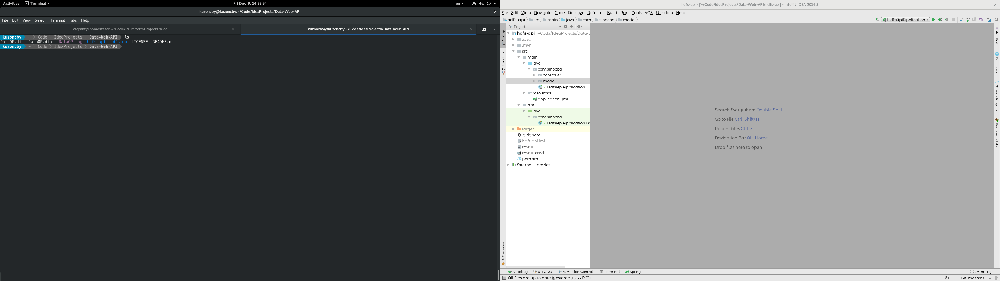 Activities Terminal Fri Dec 9, 14:28:34 en
kuzoncby@kuzoncby:~/Code/IdeaProjects/Data-Web-API
File Edit View Search Terminal Tabs Help
vagrant@homestead: ~/Code/PHPStormProjects/blog
kuzoncby@kuzoncby:~/Code/IdeaProjects/Data-Web-API
kuzoncby ~ Code IdeaProjects Data-Web-API ls
DataOP.dia DataOP.dia~ DataOP.png hdfs-api hdfs-op LICENSE README.md
kuzoncby ~ Code IdeaProjects Data-Web-API
hdfs-api - [~/Code/IdeaProjects/Data-Web-API/hdfs-api] - IntelliJ IDEA 2016.3
File Edit View Navigate Code Analyze Refactor Build Run Tools VCS Window Help
hdfs-api src main java com sinocbd model
HdfsApiApplication
VCS VCS
1: Project
7: Structure
2: Favorites
Project
hdfs-api ~/Code/IdeaProjects/Data-
.idea
.mvn
src
main
java
com.sinocbd
controller
model
HdfsApiApplication
resources
application.yml
test
java
com.sinocbd
HdfsApiApplicationTe
target
.gitignore
hdfs-api.iml
mvnw
mvnw.cmd
pom.xml
External Libraries
Search Everywhere Double Shift
Go to File Ctrl+Shift+N
Recent Files Ctrl+E
Navigation Bar Alt+Home
Drop files here to open
Ant Build
Database
Maven Projects
Bean Validation
5: Debug 6: TODO 9: Version Control Terminal Spring Event Log
All files are up-to-date (yesterday 3:33 PM) 6:1 Git: master